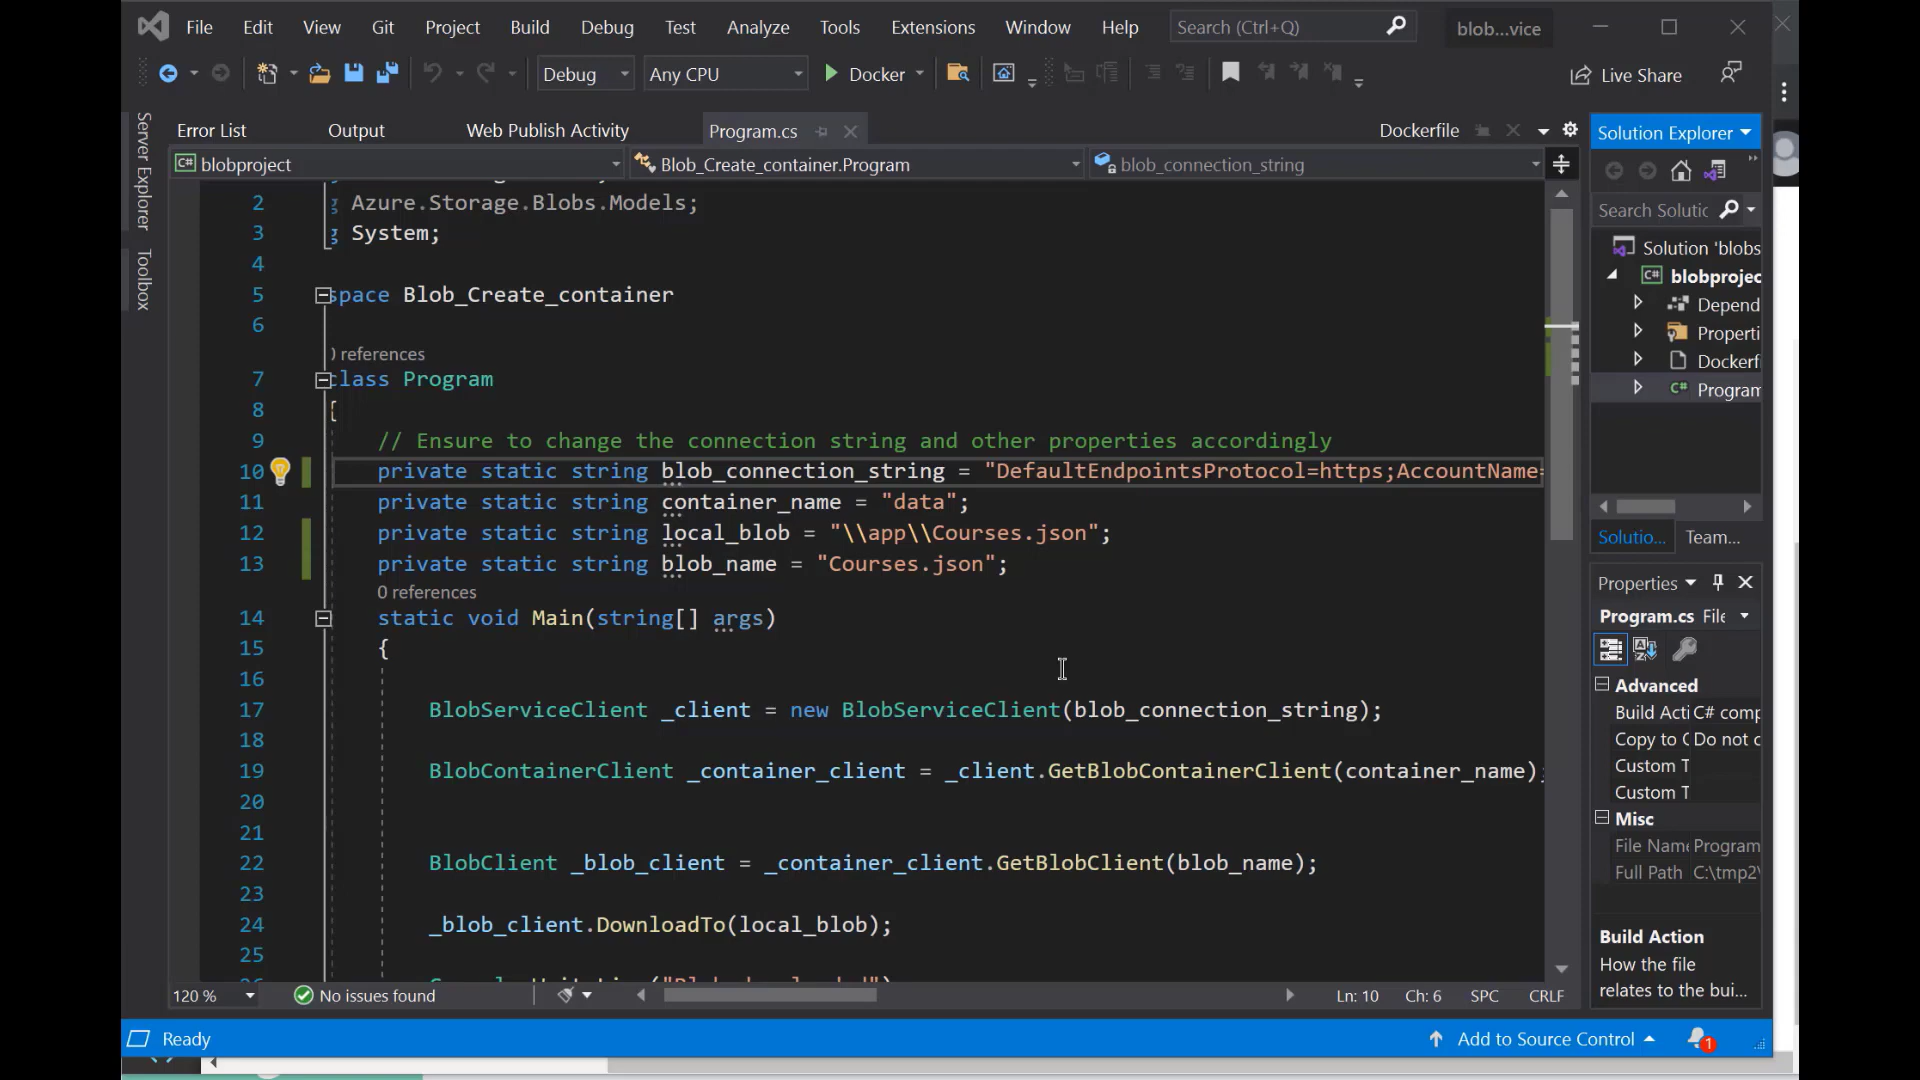 File Edit View Git Project Build Debug Test Analyze Tools Extensions Window Help Search (Ctrl+Q) blob...vice
Debug Any CPU Docker Live Share
Server Explorer
Toolbox
Error List Output Web Publish Activity Program.cs Dockerfile
blobproject Blob_Create_container.Program blob_connection_string
2 g Azure.Storage.Blobs.Models;
3 g System;
4
5 space Blob_Create_container
6
0 references
7 class Program
8 {
9 // Ensure to change the connection string and other properties accordingly
10 private static string blob_connection_string = "DefaultEndpointsProtocol=https;AccountName=
11 private static string container_name = "data";
12 private static string local_blob = "\\app\\Courses.json";
13 private static string blob_name = "Courses.json";
0 references
14 static void Main(string[] args)
15 {
16
17 BlobServiceClient _client = new BlobServiceClient(blob_connection_string);
18
19 BlobContainerClient _container_client = _client.GetBlobContainerClient(container_name);
20
21
22 BlobClient _blob_client = _container_client.GetBlobClient(blob_name);
23
24 _blob_client.DownloadTo(local_blob);
25
120 % No issues found Ln: 10 Ch: 6 SPC CRLF
Ready Add to Source Control 1
Solution Explorer
Search Solutic
Solution 'blobs
blobprojec
Depend
Properti
Dockerfi
Program
Solutio... Team...
Properties
Program.cs File
Advanced
Build Acti C# comp
Copy to C Do not c
Custom T
Custom T
Misc
File Name Program
Full Path C:\tmp2\
Build Action
How the file
relates to the bui...